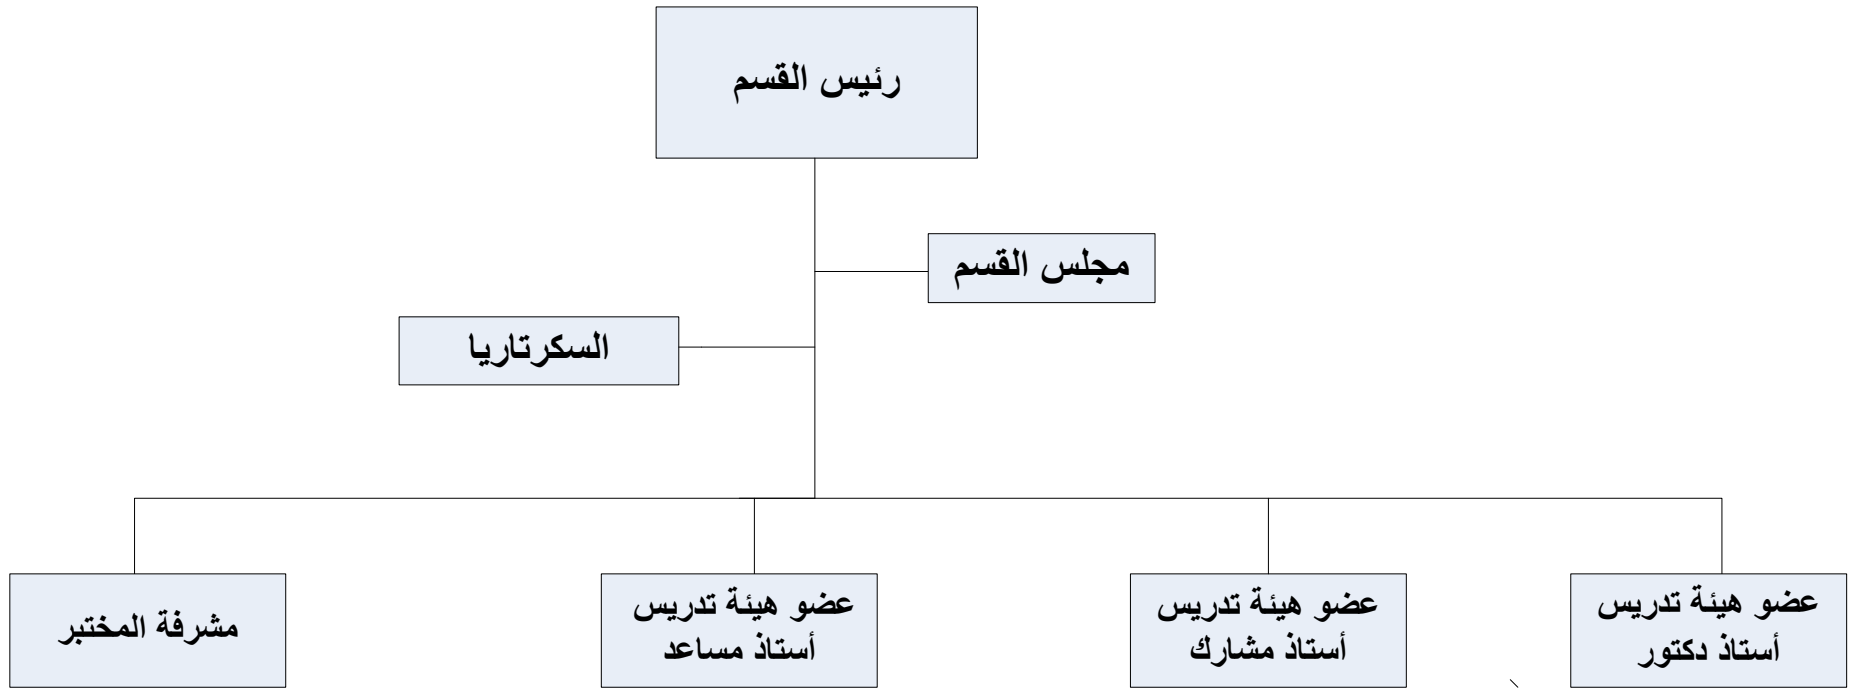 رئيس القسم
مجلس القسم
السكرتاريا
عضو هيئة تدريس
أستاذ دكتور
عضو هيئة تدريس
أستاذ مشارك
عضو هيئة تدريس
أستاذ مساعد
مشرفة المختبر